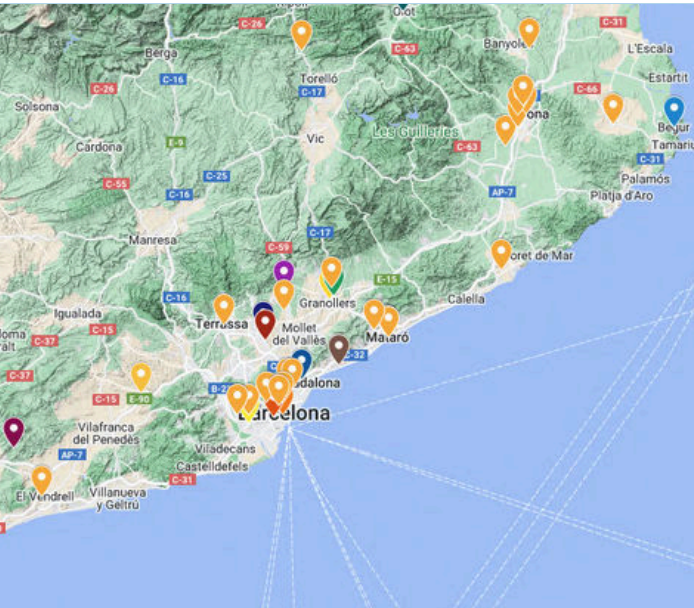 Olot
C-26
C-31
C-63
Banyoles
L'Escala
Berga
C-16
Torelló
C-17
C-26
C-66
Estartit
Solsona
Vic
Les Guilleries
ona
Begur
Tamariu
Cardona
E-9
C-63
C-31
C-25
C-55
C-16
Palamós
AP-7
Platja d'Aro
Manresa
C-17
C-59
oret de Mar
E-15
C-16
Granollers
Calella
Igualada
Terrassa
C-15
Mollet
del Vallès
Mataró
C-37
C-32
C-37
dalona
C-15
E-90
Barcelona
Vilafranca
del Penedès
Viladecans
AP-7
Castelldefels
C-31
El Vendrell
Villanueva
y Geltrú